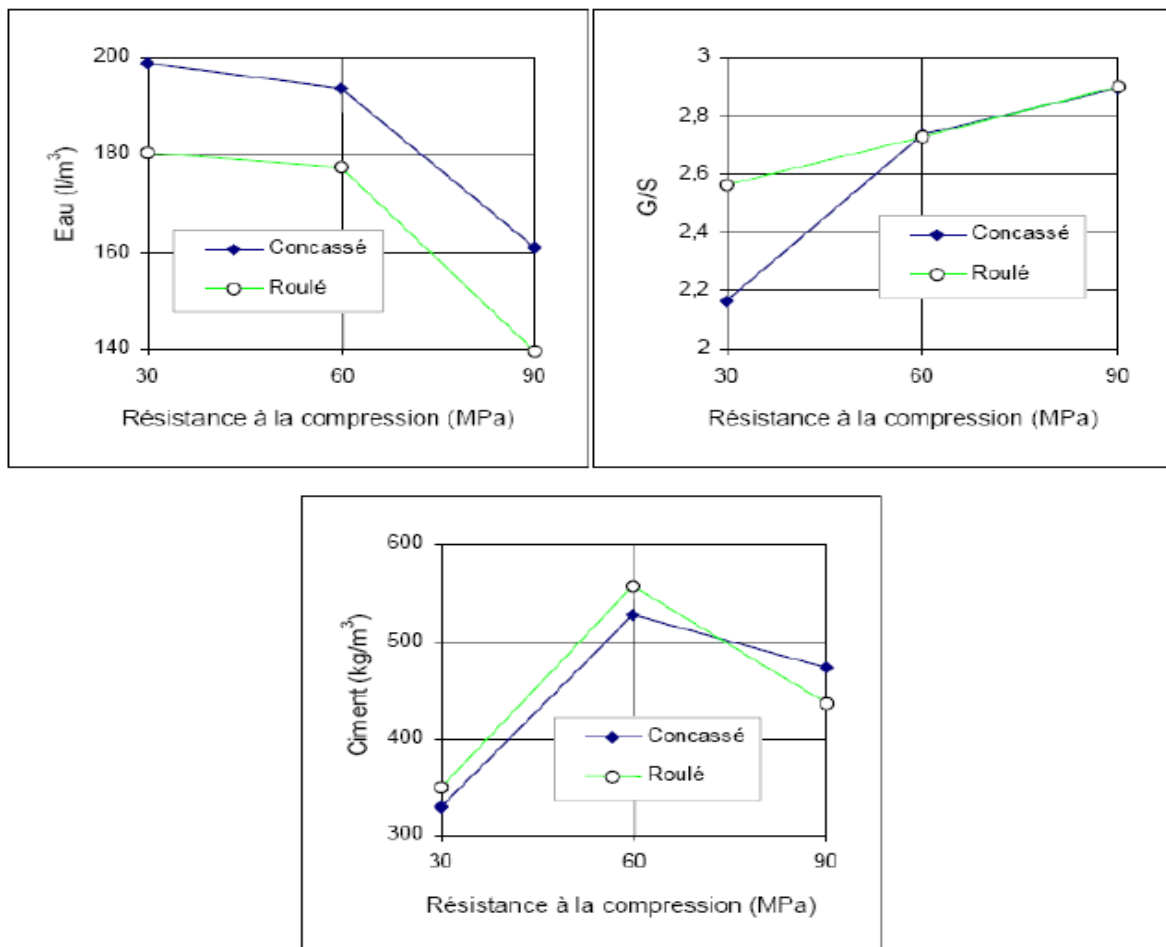 200
180
160
140
Eau (l/m³)
Concassé
Roulé
30 60 90
Résistance à la compression (MPa)
3
2,8
2,6
2,4
2,2
2
G/S
Concassé
Roulé
30 60 90
Résistance à la compression (MPa)
600
500
400
300
Ciment (kg/m³)
Concassé
Roulé
30 60 90
Résistance à la compression (MPa)